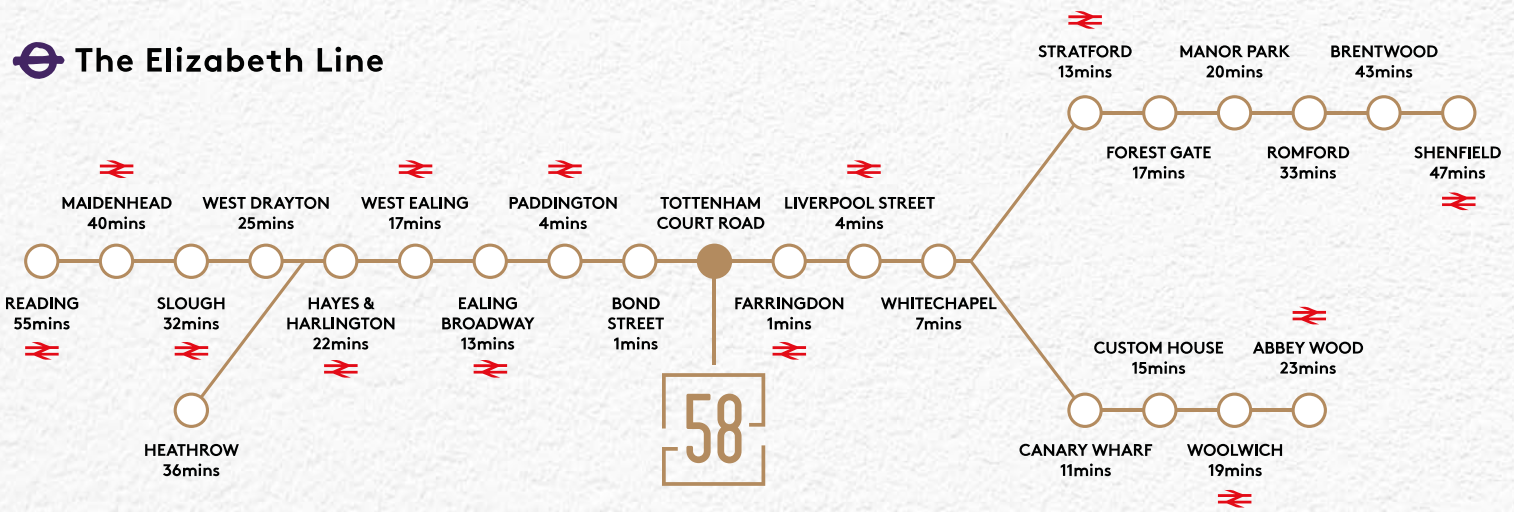 The Elizabeth Line
STRATFORD
13mins
MANOR PARK
20mins
BRENTWOOD
43mins
FOREST GATE
17mins
ROMFORD
33mins
SHENFIELD
47mins
MAIDENHEAD
40mins
WEST DRAYTON
25mins
WEST EALING
17mins
PADDINGTON
4mins
TOTTENHAM
COURT ROAD
LIVERPOOL STREET
4mins
READING
55mins
SLOUGH
32mins
HAYES &
HARLINGTON
22mins
EALING
BROADWAY
13mins
BOND
STREET
1mins
FARRINGDON
1mins
WHITECHAPEL
7mins
CUSTOM HOUSE
15mins
ABBEY WOOD
23mins
HEATHROW
36mins
58
CANARY WHARF
11mins
WOOLWICH
19mins